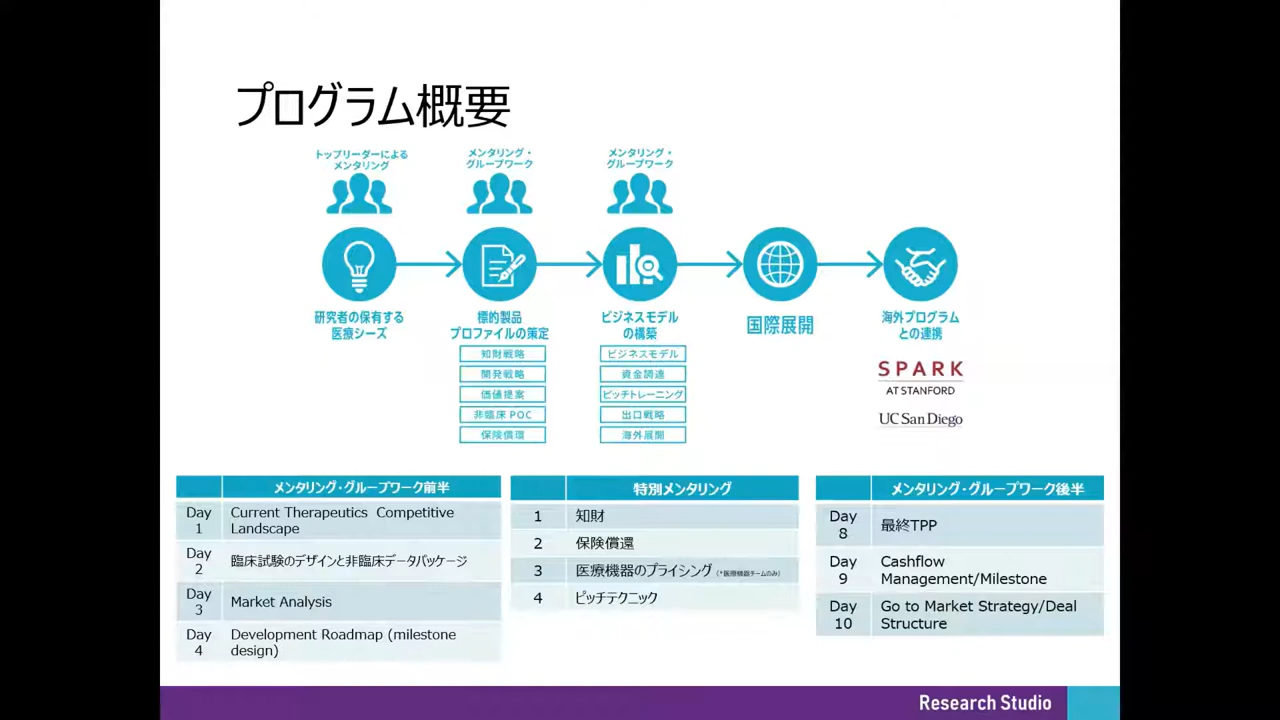 プログラム概要
トップリーダーによる
メンタリング
メンタリング・
グループワーク
メンタリング・
グループワーク
研究者の保有する
医療シーズ
標的製品
プロファイルの策定
知財戦略
開発戦略
価値提案
非臨床 POC
保険償環
ビジネスモデル
の構築
ビジネスモデル
資金調達
ピッチトレーニング
出口戦略
海外展開
国際展開
海外プログラム
との連携
SPARK
AT STANFORD
UC San Diego
メンタリング・グループワーク前半
Day 1
Current Therapeutics Competitive
Landscape
Day 2
臨床試験のデザインと非臨床データパッケージ
Day 3
Market Analysis
Day 4
Development Roadmap (milestone
design)
特別メンタリング
1 知財
2 保険償還
3 医療機器のプライシング (*医療機器チームのみ)
4 ピッチテクニック
メンタリング・グループワーク後半
Day 8
最終TPP
Day 9
Cashflow
Management/Milestone
Day 10
Go to Market Strategy/Deal
Structure
Research Studio